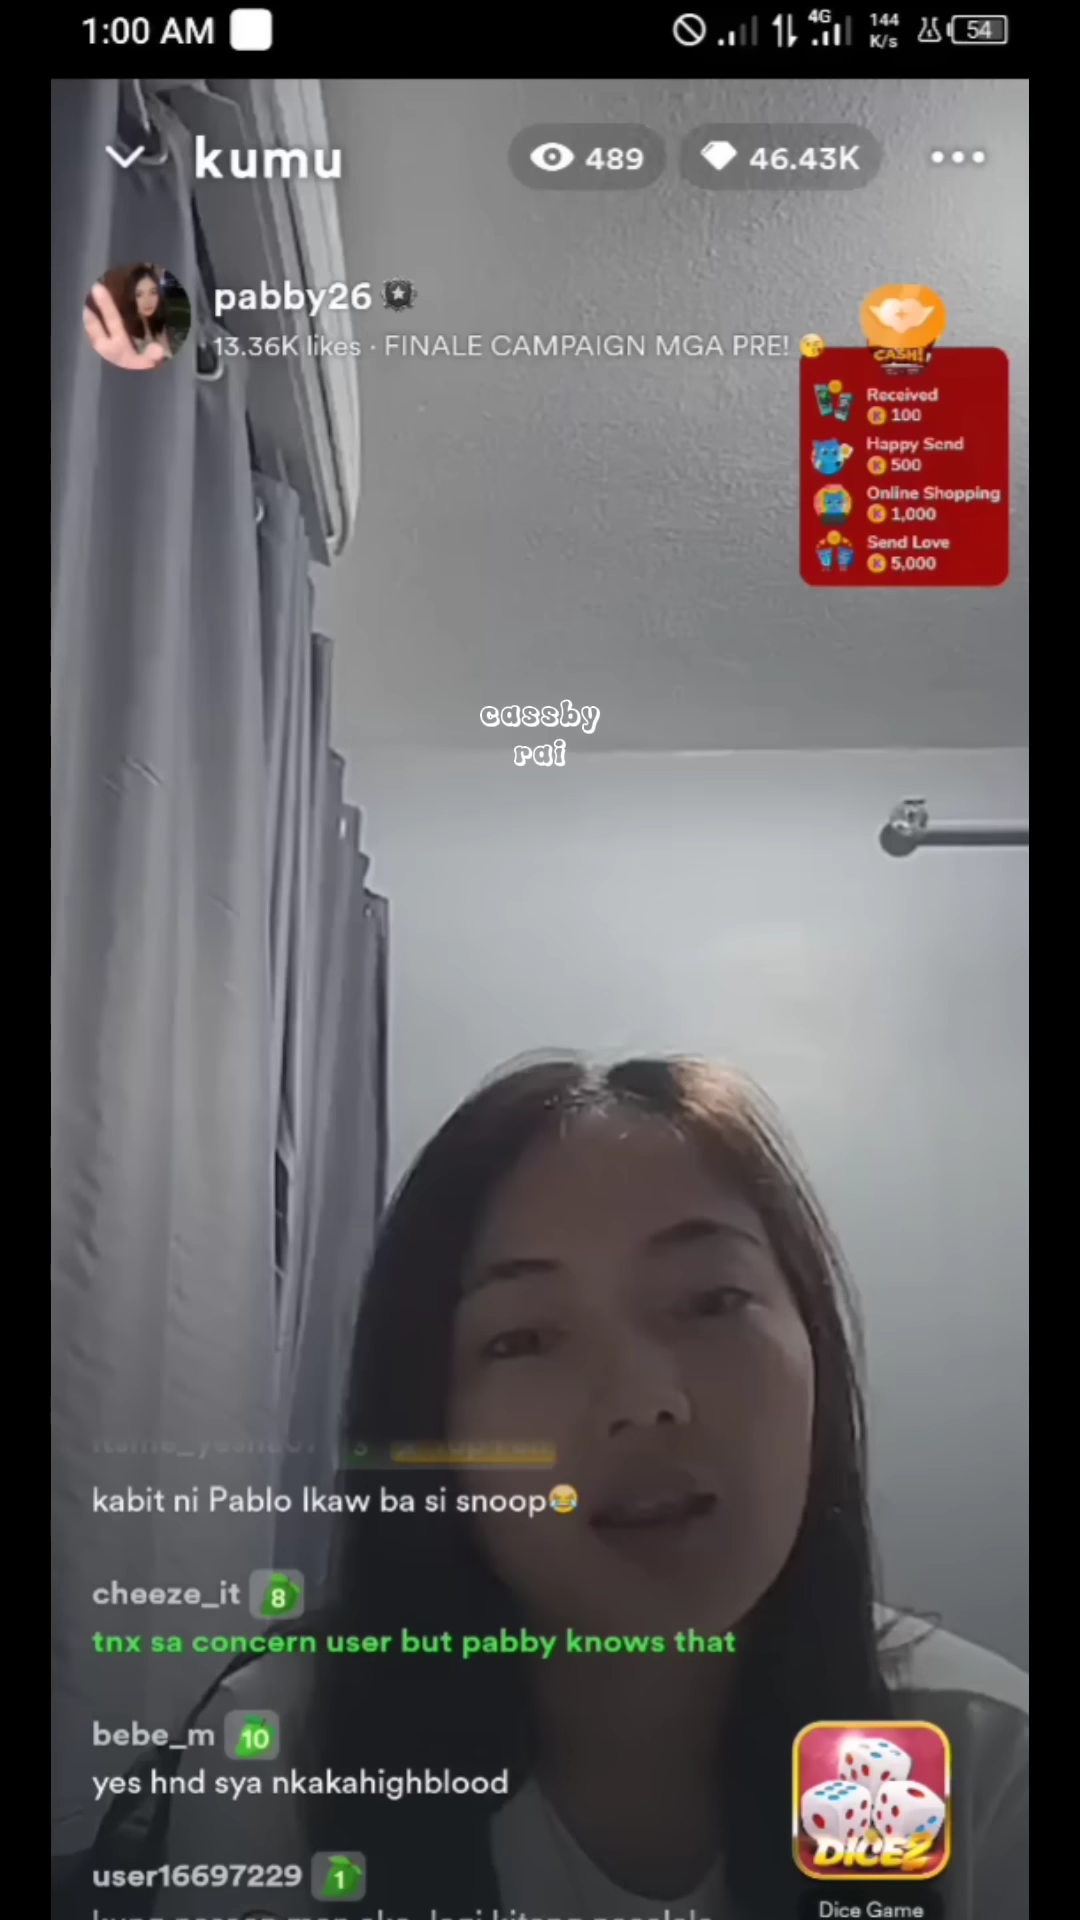 1:00 AM
4G
144
K/s
54
kumu
489
46.43K
pabby26
13.36K likes · FINALE CAMPAIGN MGA PRE! 😘
CASH!
Received
100
Happy Send
500
Online Shopping
1,000
Send Love
5,000
cassby
rai
kabit ni Pablo Ikaw ba si snoop😂
cheeze_it 8
tnx sa concern user but pabby knows that
bebe_m 10
yes hnd sya nkakahighblood
user16697229 1
DICE2
Dice Game